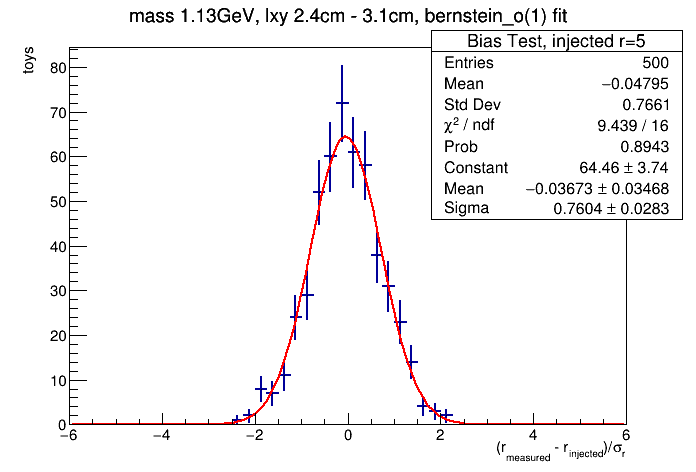 mass 1.13GeV, lxy 2.4cm - 3.1cm, bernstein_o(1) fit
Bias Test, injected r=5
Entries 500
Mean −0.04795
Std Dev 0.7661
χ² / ndf 9.439 / 16
Prob 0.8943
Constant 64.46 ± 3.74
Mean −0.03673 ± 0.03468
Sigma 0.7604 ± 0.0283
toys
80
70
60
50
40
30
20
10
0
−6 −4 −2 0 2 4 6
(r_measured - r_injected)/σ_r